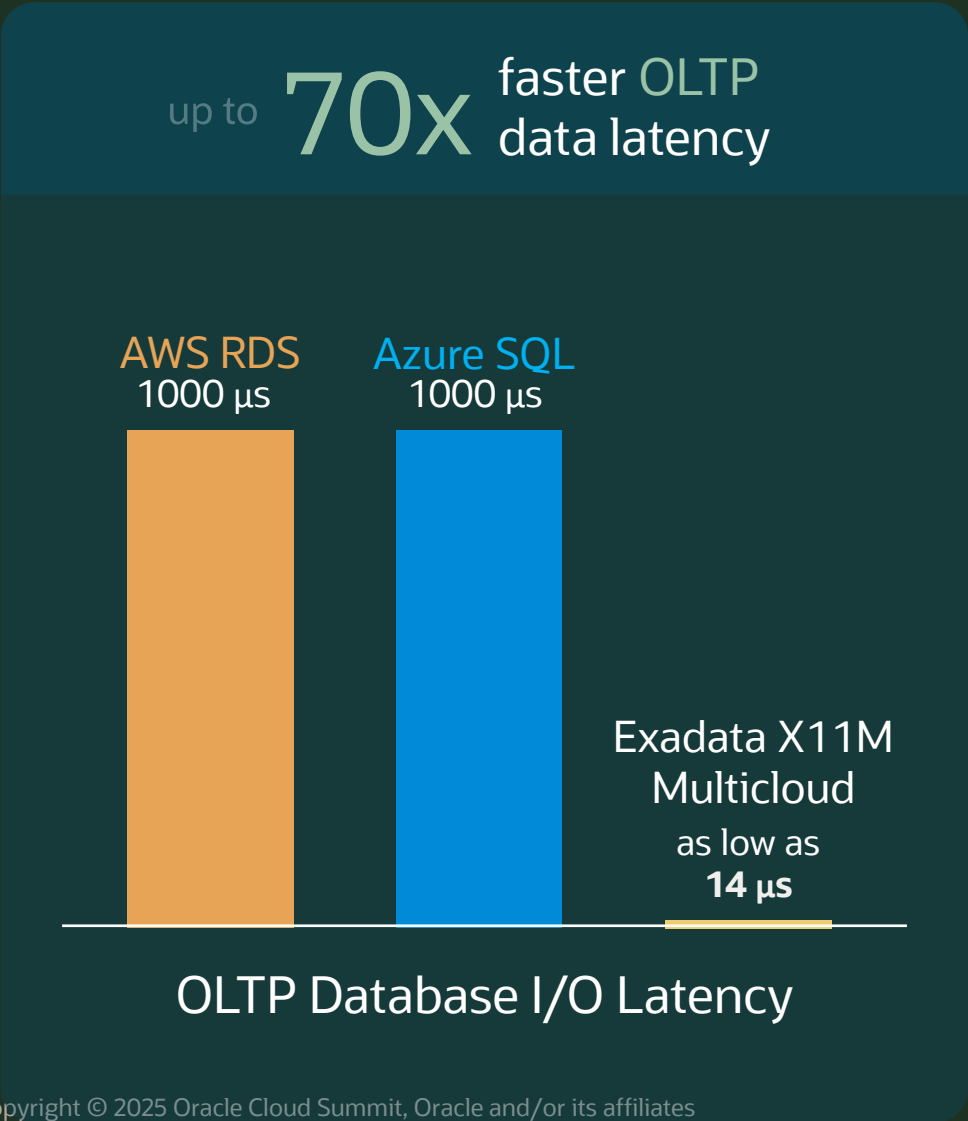 up to 70x faster OLTP
data latency
AWS RDS
1000 µs
Azure SQL
1000 µs
Exadata X11M
Multicloud
as low as
14 µs
OLTP Database I/O Latency
opyright © 2025 Oracle Cloud Summit, Oracle and/or its affiliates